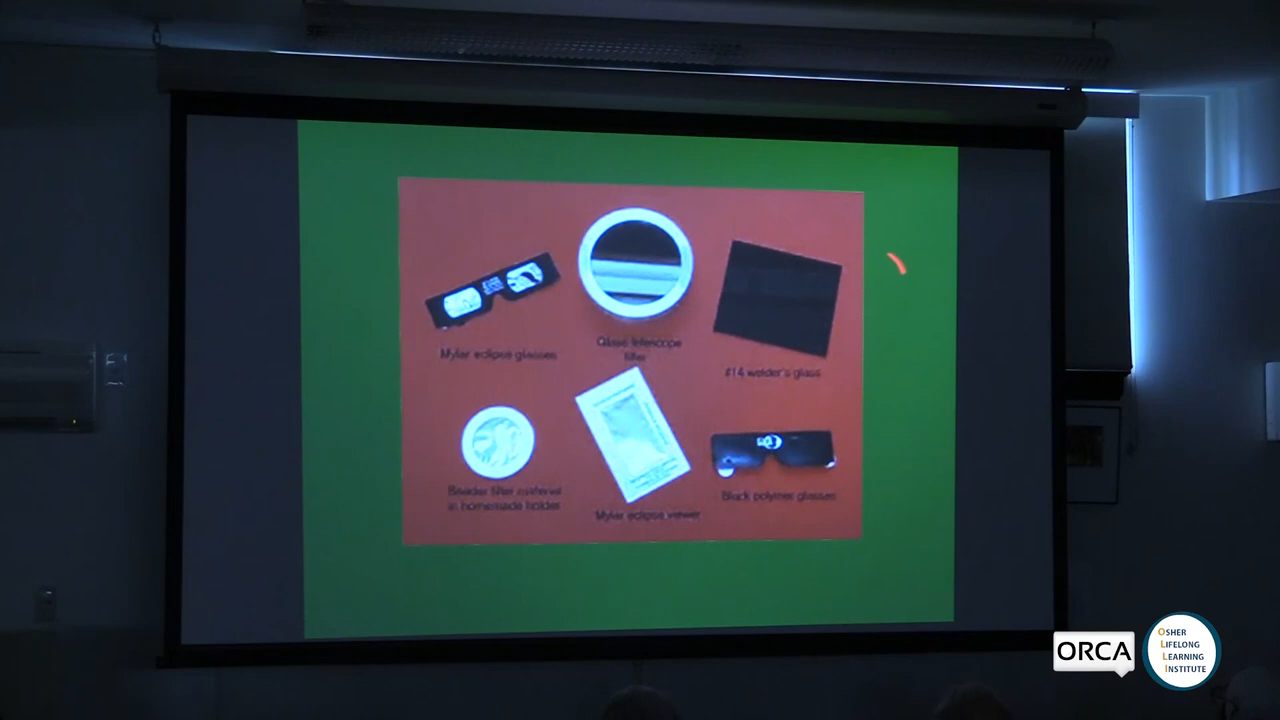 Mylar eclipse glasses
Glass telescope
filter
#14 welder's glass
Baader filter material
in homemade holder
Mylar eclipse viewer
Black polymer glasses
ORCA
OSHER
LIFELONG
LEARNING
INSTITUTE